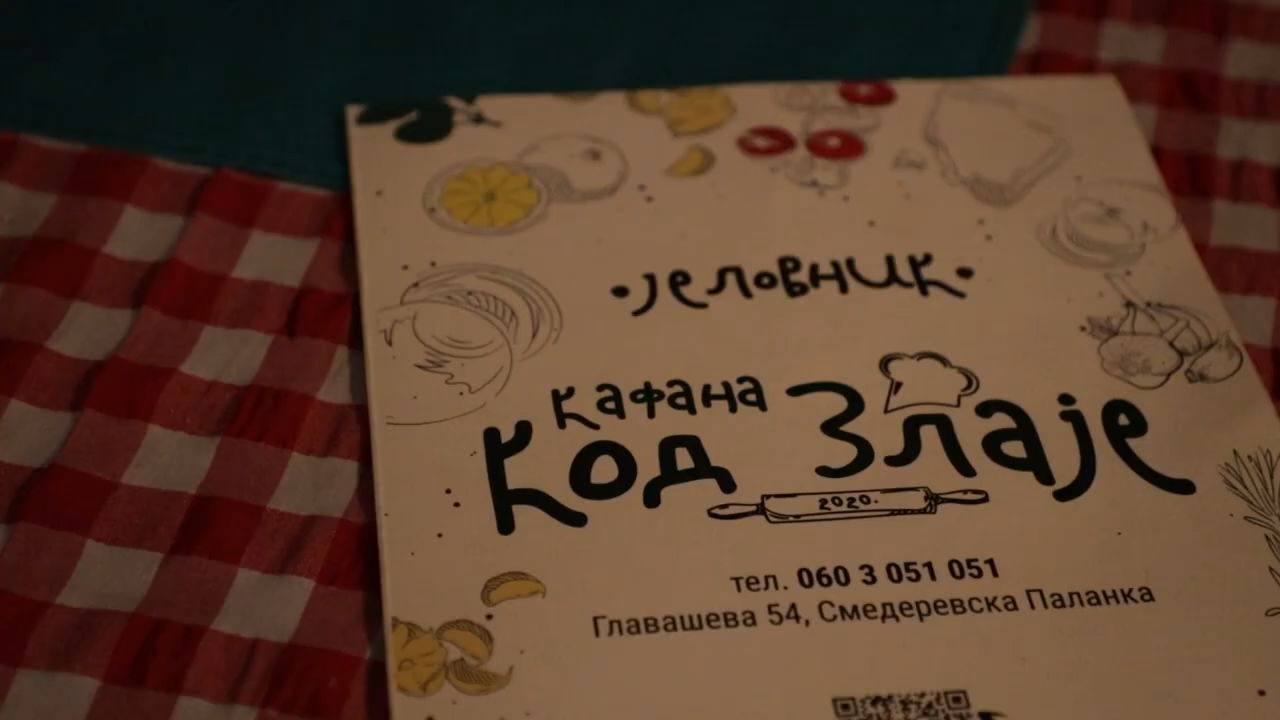 •јеловник•
кафана
код Злаје
2020.
тел. 060 3 051 051
Главашева 54, Смедеревска Паланка